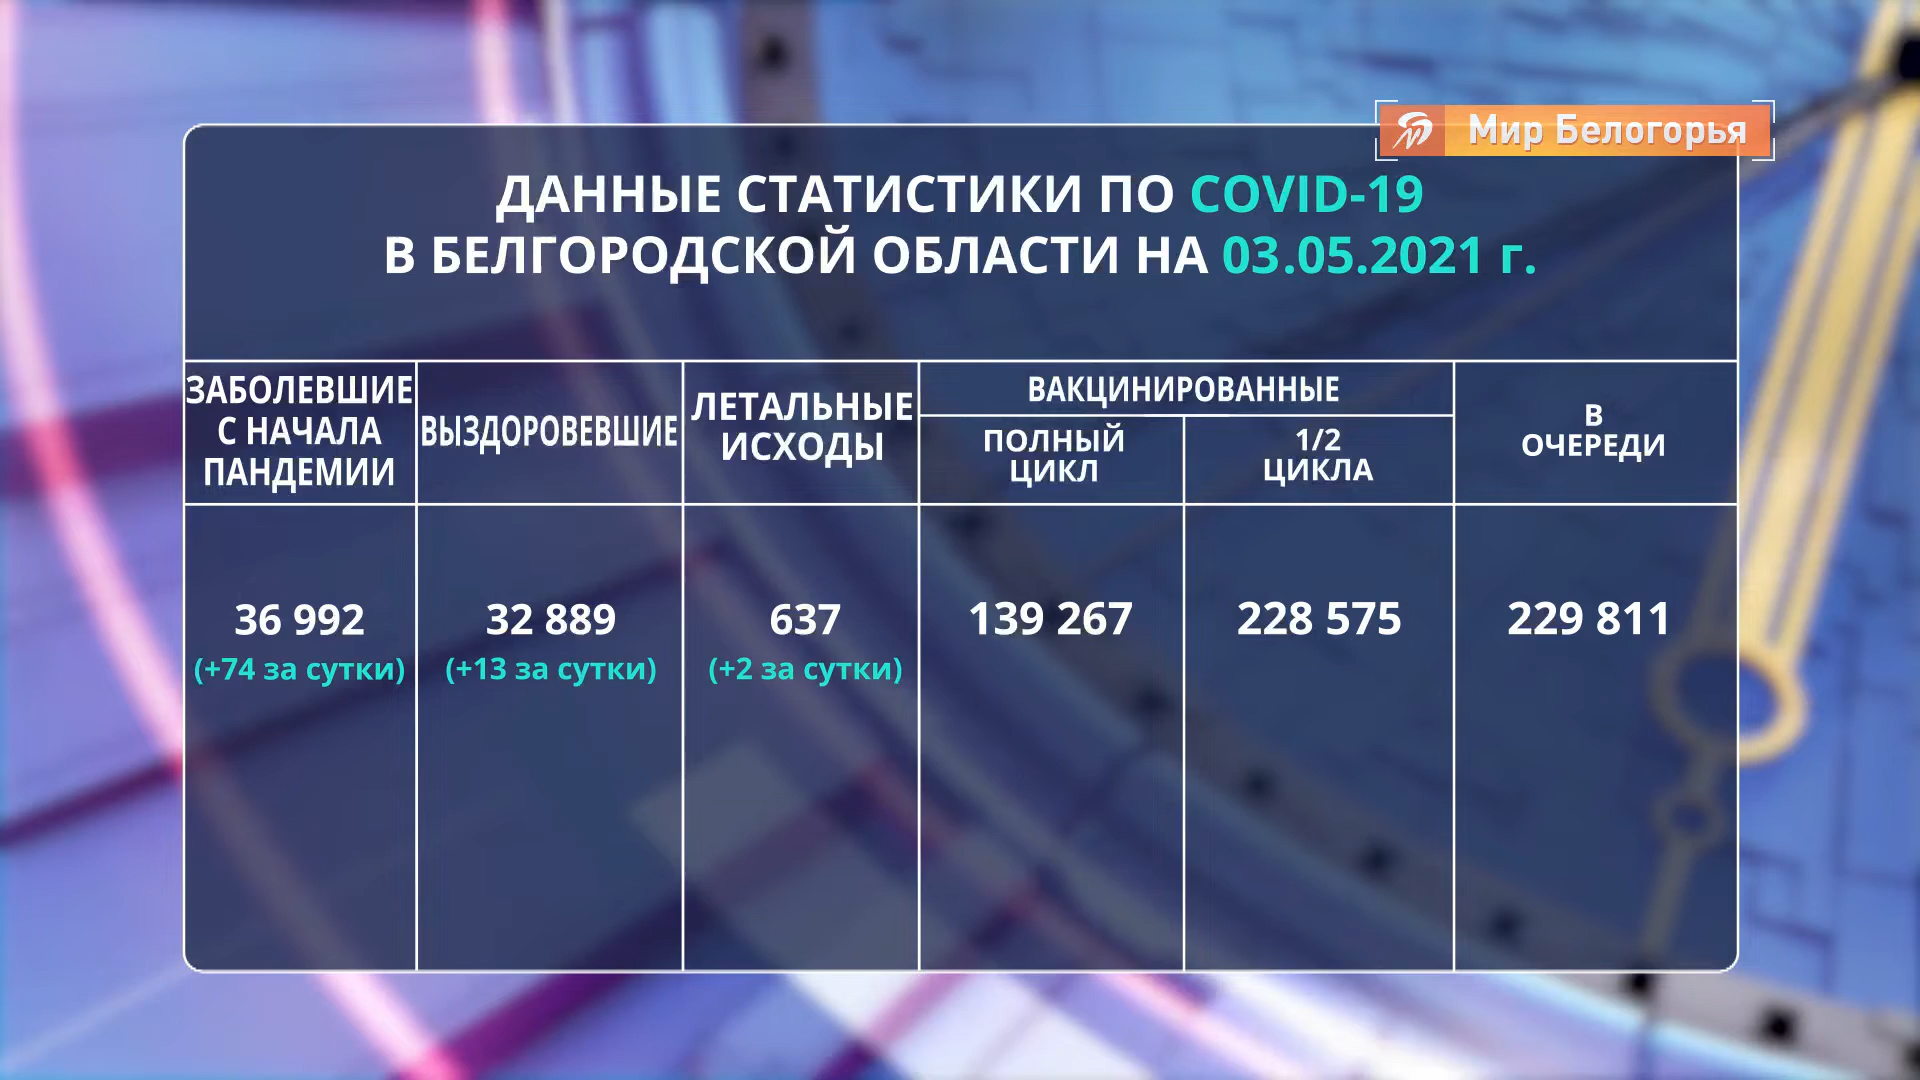 Мир Белогорья
ДАННЫЕ СТАТИСТИКИ ПО COVID-19
В БЕЛГОРОДСКОЙ ОБЛАСТИ НА 03.05.2021 г.
ЗАБОЛЕВШИЕ
С НАЧАЛА
ПАНДЕМИИ
ВЫЗДОРОВЕВШИЕ
ЛЕТАЛЬНЫЕ
ИСХОДЫ
ВАКЦИНИРОВАННЫЕ
ПОЛНЫЙ
ЦИКЛ
1/2
ЦИКЛА
В
ОЧЕРЕДИ
36 992
(+74 за сутки)
32 889
(+13 за сутки)
637
(+2 за сутки)
139 267
228 575
229 811